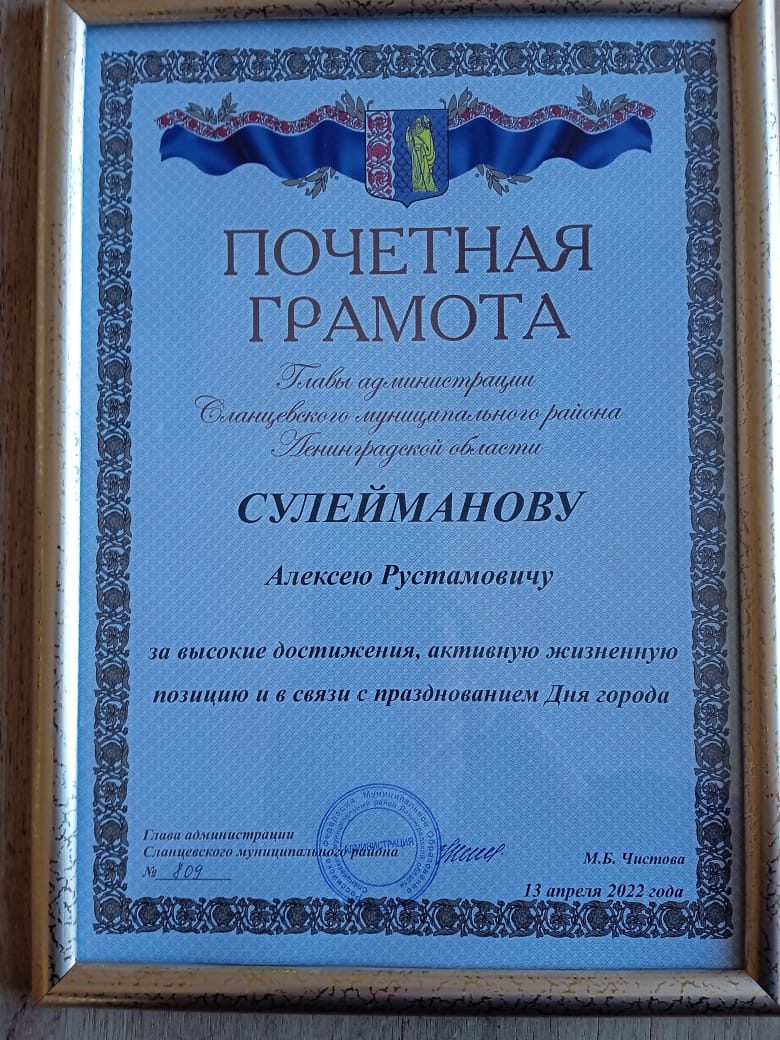 ПОЧЕТНАЯ
ГРАМОТА
Главы администрации
Сланцевского муниципального района
Ленинградской области
СУЛЕЙМАНОВУ
Алексею Рустамовичу
за высокие достижения, активную жизненную
позицию и в связи с празднованием Дня города
Глава администрации
Сланцевского муниципального района
№ 809
АДМИНИСТРАЦИЯ
М.Б. Чистова
13 апреля 2022 года